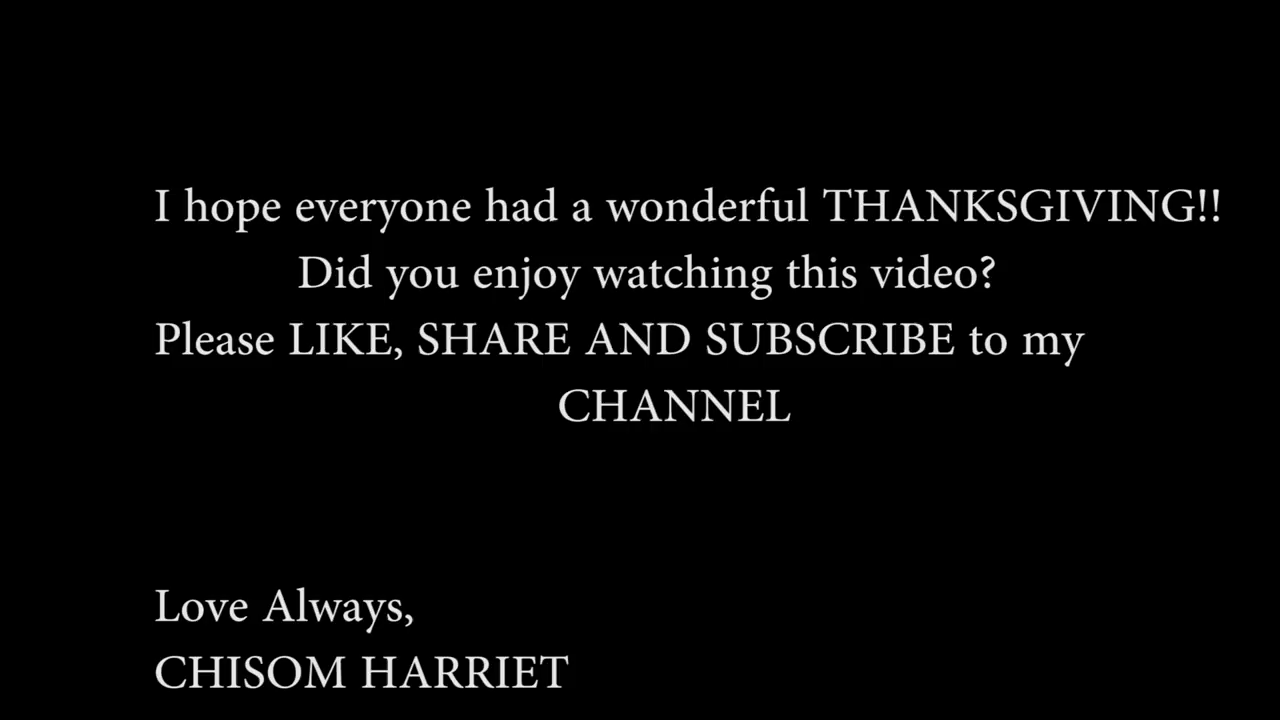 I hope everyone had a wonderful THANKSGIVING!!
Did you enjoy watching this video?
Please LIKE, SHARE AND SUBSCRIBE to my
CHANNEL
Love Always,
CHISOM HARRIET